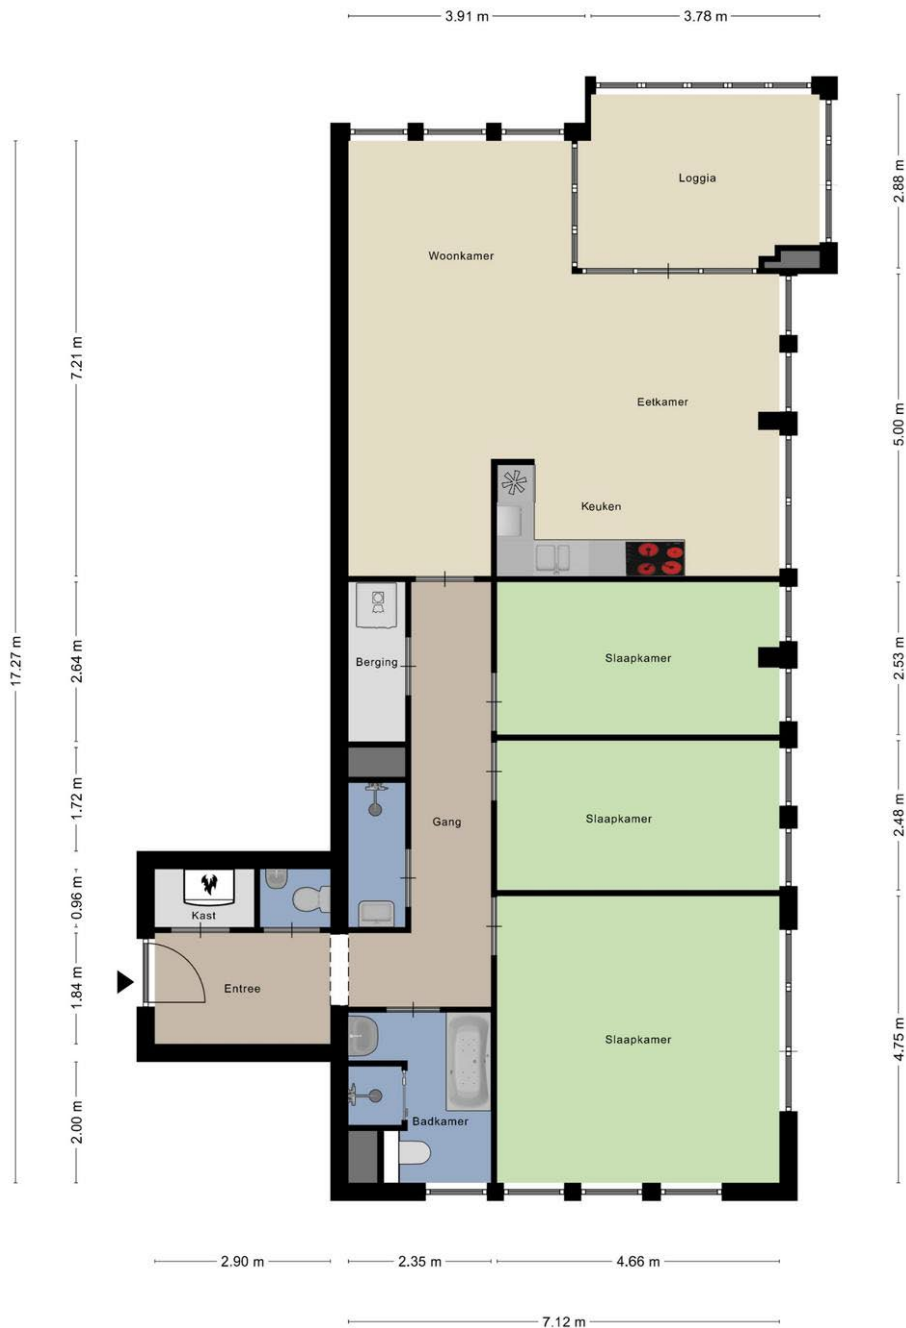 3.91 m
3.78 m
Loggia
2.88 m
Woonkamer
7.21 m
Eetkamer
5.00 m
Keuken
17.27 m
2.64 m
Berging
Slaapkamer
2.53 m
1.72 m
Gang
Slaapkamer
2.48 m
0.96 m
Kast
1.84 m
Entree
Slaapkamer
4.75 m
2.00 m
Badkamer
2.90 m
2.35 m
4.66 m
7.12 m